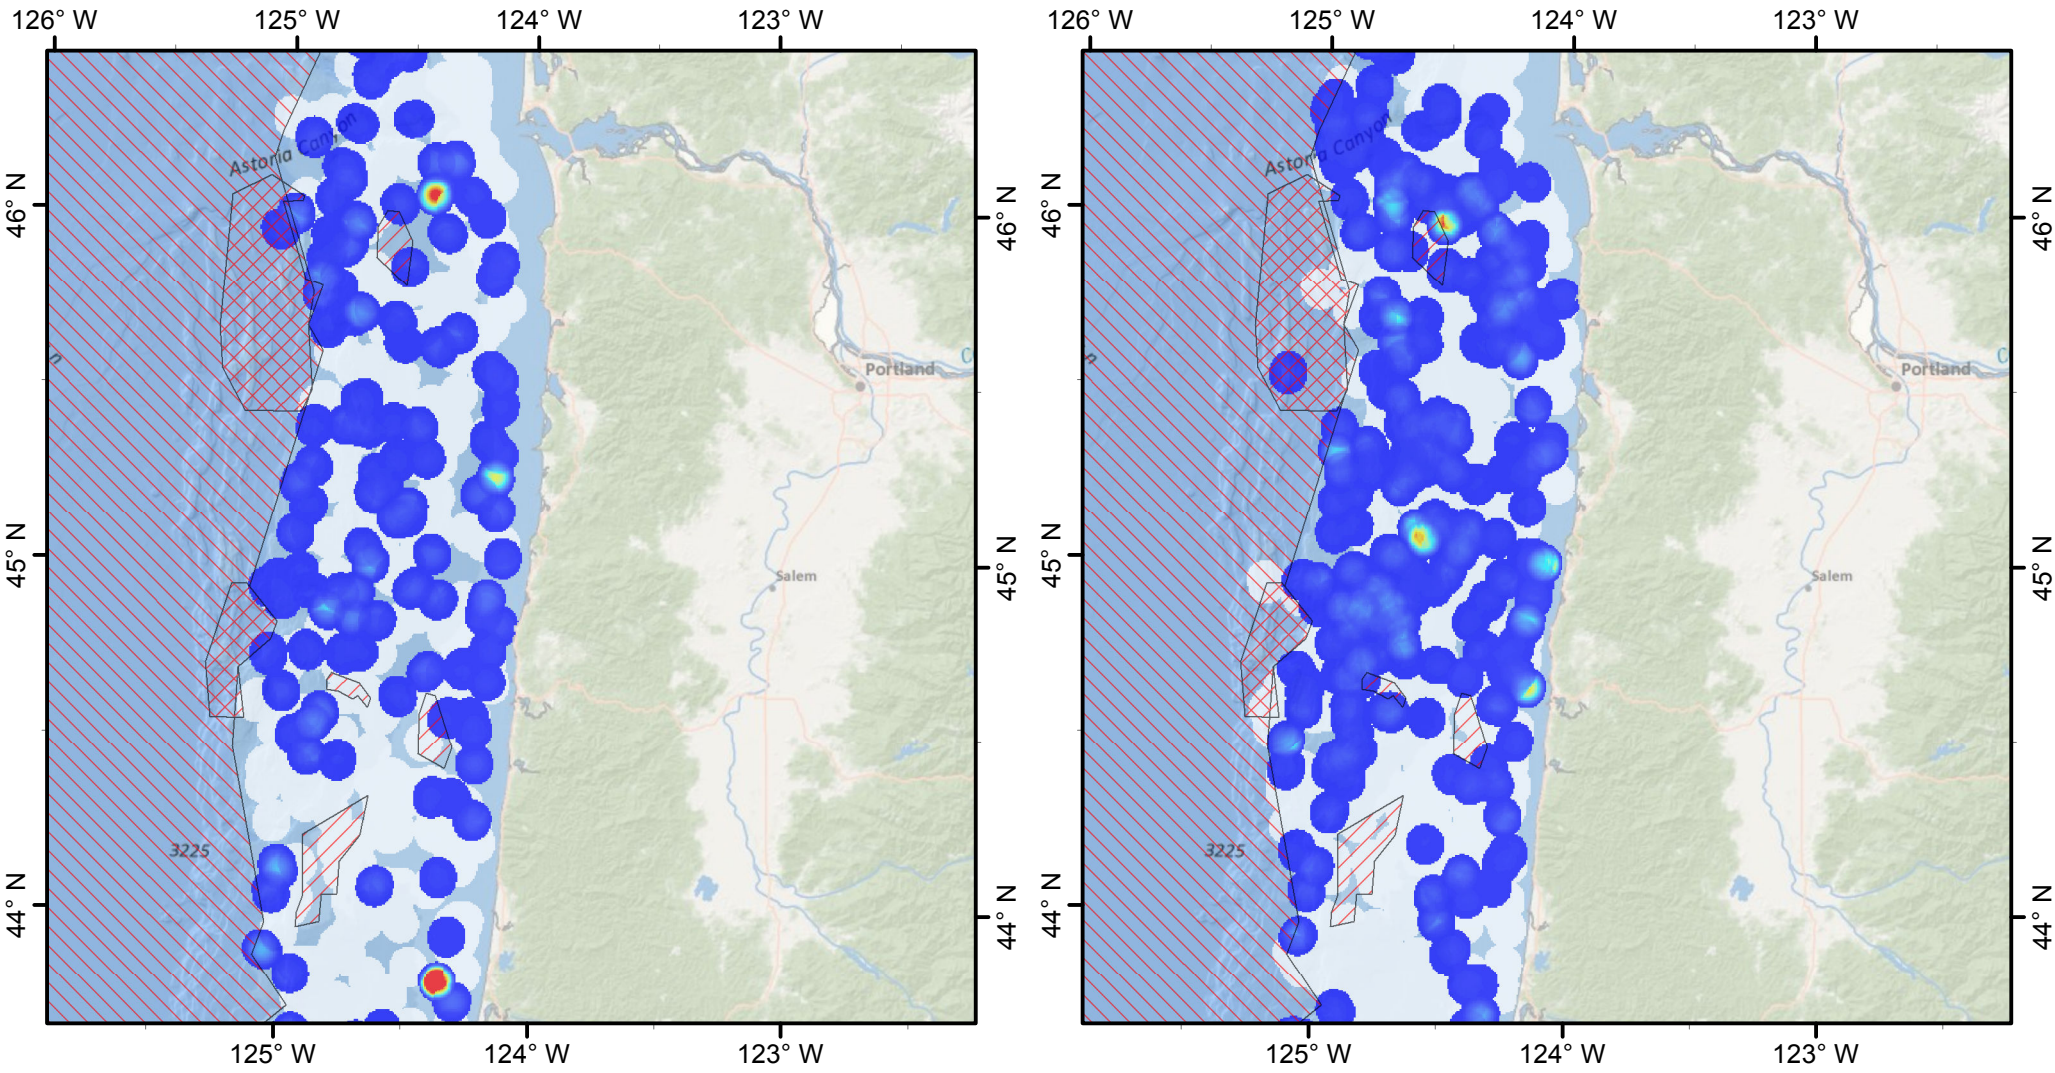 126° W 125° W 124° W 123° W 126° W 125° W 124° W 123° W
Astoria Canyon Astoria Canyon
46° N 46° N 46° N 46° N
n n
C C
Portland Portland
45° N 45° N 45° N 45° N
Salem Salem
3225 3225
44° N 44° N 44° N 44° N
125° W 124° W 123° W 125° W 124° W 123° W